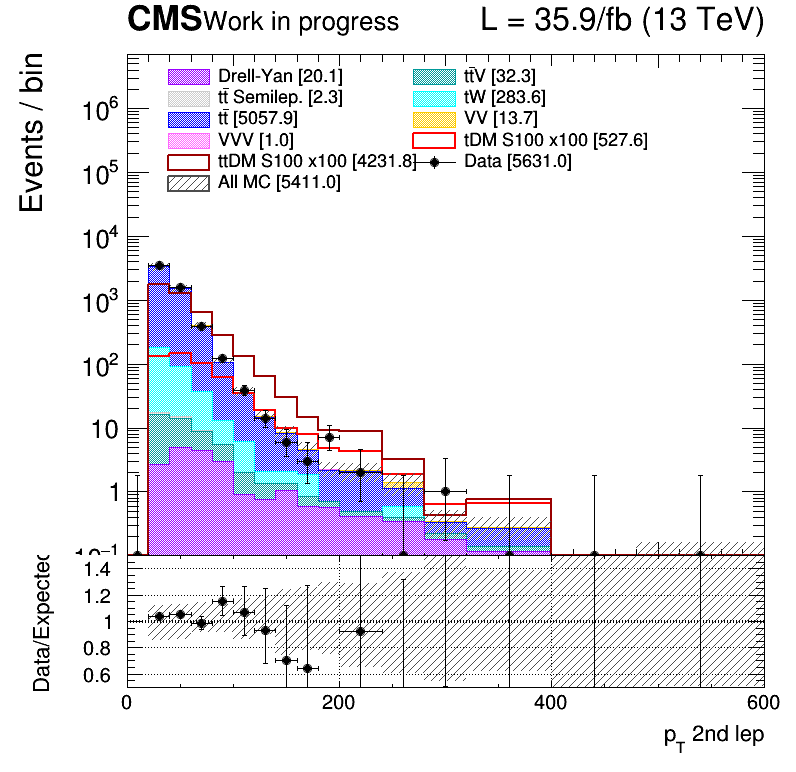 CMS Work in progress L = 35.9/fb (13 TeV)
Events / bin
Drell-Yan [20.1] tt̄V [32.3]
tt̄ Semilep. [2.3] tW [283.6]
tt̄ [5057.9] VV [13.7]
VVV [1.0] tDM S100 x100 [527.6]
ttDM S100 x100 [4231.8] Data [5631.0]
All MC [5411.0]
10⁶
10⁵
10⁴
10³
10²
10
1
10⁻¹
Data/Expected
1.4
1.2
1
0.8
0.6
0 200 400 600
p_T 2nd lep